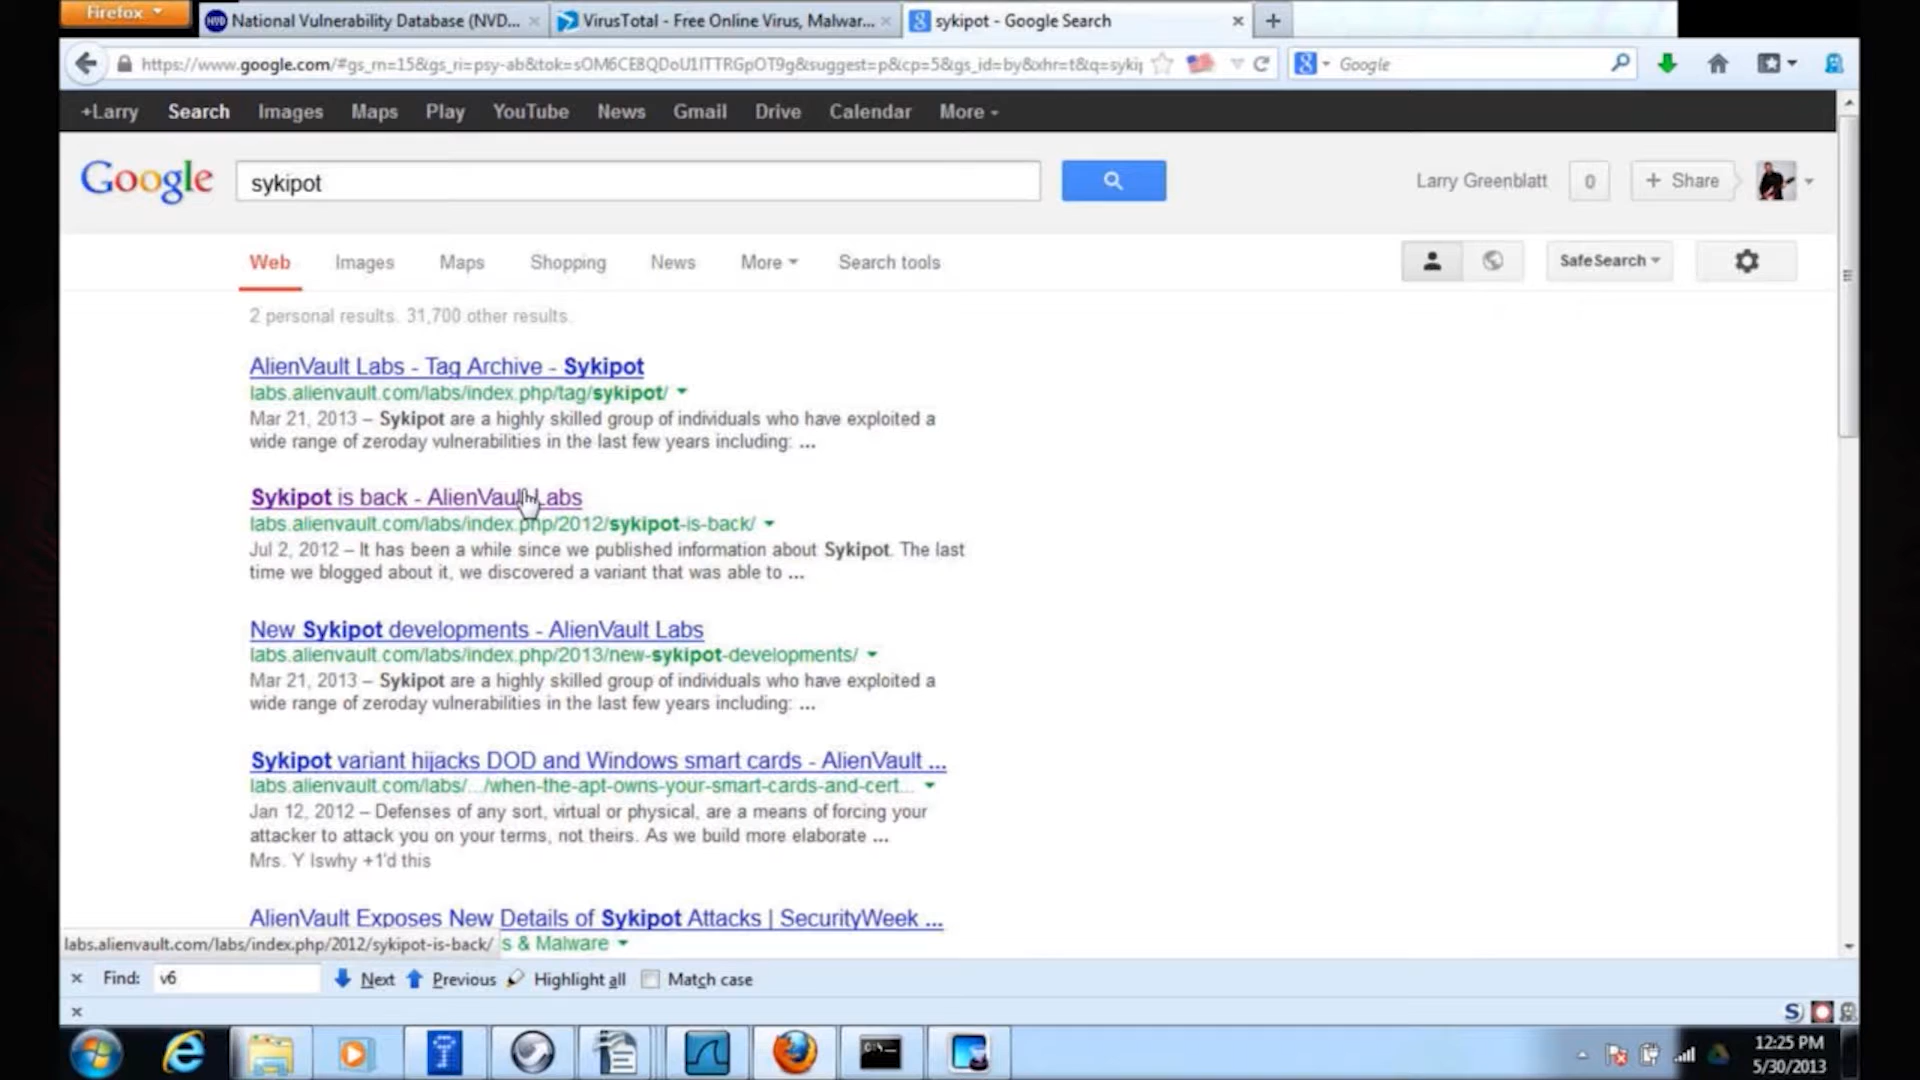 Firefox
National Vulnerability Database (NVD...
VirusTotal - Free Online Virus, Malwar...
sykipot - Google Search
https://www.google.com/#gs_rn=15&gs_ri=psy-ab&tok=sOM6CE8QDoU1ITTRGpOT9g&suggest=p&cp=5&gs_id=by&xhr=t&q=sykij
Google
+Larry Search Images Maps Play YouTube News Gmail Drive Calendar More
Google
sykipot
Larry Greenblatt
0
+ Share
Web Images Maps Shopping News More Search tools
SafeSearch
2 personal results. 31,700 other results.
AlienVault Labs - Tag Archive - Sykipot
labs.alienvault.com/labs/index.php/tag/sykipot/
Mar 21, 2013 – Sykipot are a highly skilled group of individuals who have exploited a
wide range of zeroday vulnerabilities in the last few years including: ...
Sykipot is back - AlienVault Labs
labs.alienvault.com/labs/index.php/2012/sykipot-is-back/
Jul 2, 2012 – It has been a while since we published information about Sykipot. The last
time we blogged about it, we discovered a variant that was able to ...
New Sykipot developments - AlienVault Labs
labs.alienvault.com/labs/index.php/2013/new-sykipot-developments/
Mar 21, 2013 – Sykipot are a highly skilled group of individuals who have exploited a
wide range of zeroday vulnerabilities in the last few years including: ...
Sykipot variant hijacks DOD and Windows smart cards - AlienVault ...
labs.alienvault.com/labs/.../when-the-apt-owns-your-smart-cards-and-cert...
Jan 12, 2012 – Defenses of any sort, virtual or physical, are a means of forcing your
attacker to attack you on your terms, not theirs. As we build more elaborate ...
Mrs. Y Iswhy +1'd this
AlienVault Exposes New Details of Sykipot Attacks | SecurityWeek ...
labs.alienvault.com/labs/index.php/2012/sykipot-is-back/
s & Malware
Find: v6 Next Previous Highlight all Match case
12:25 PM
5/30/2013